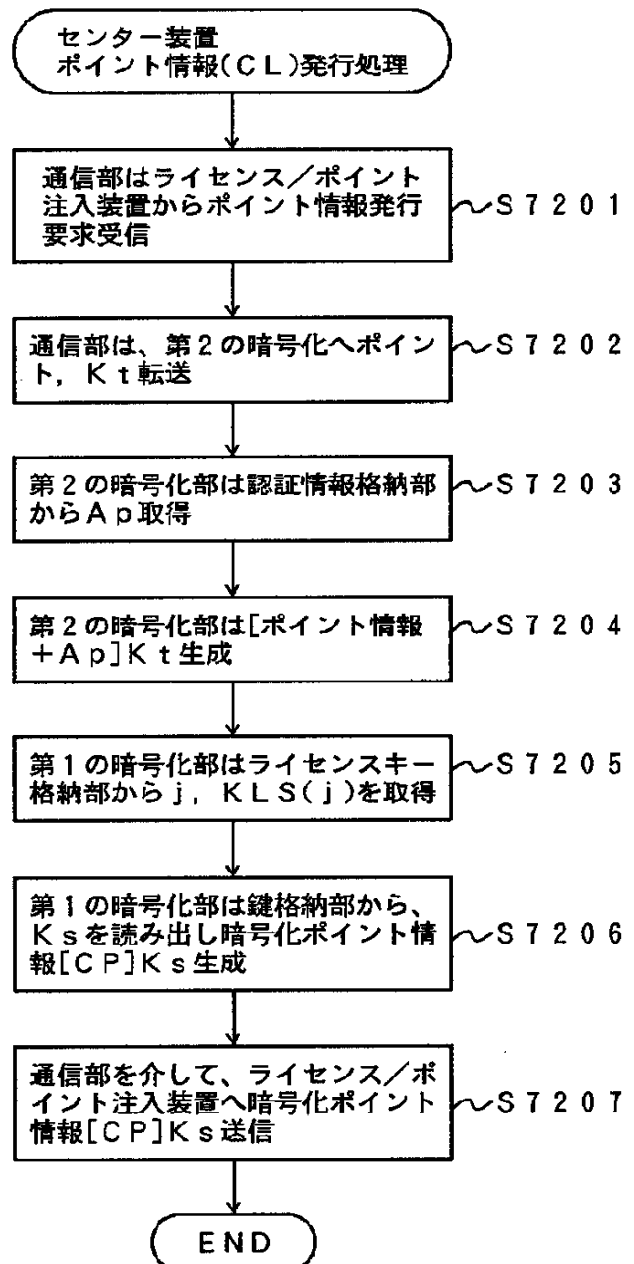 センター装置
ポイント情報(CL)発行処理
通信部はライセンス／ポイント
注入装置からポイント情報発行
要求受信
S7201
通信部は、第2の暗号化へポイン
ト，Kt転送
S7202
第2の暗号化部は認証情報格納部
からAp取得
S7203
第2の暗号化部は[ポイント情報
＋Ap]Kt生成
S7204
第1の暗号化部はライセンスキー
格納部からj，KLS(j)を取得
S7205
第1の暗号化部は鍵格納部から、
Ksを読み出し暗号化ポイント情
報[CP]Ks生成
S7206
通信部を介して、ライセンス／ポ
イント注入装置へ暗号化ポイント
情報[CP]Ks送信
S7207
END